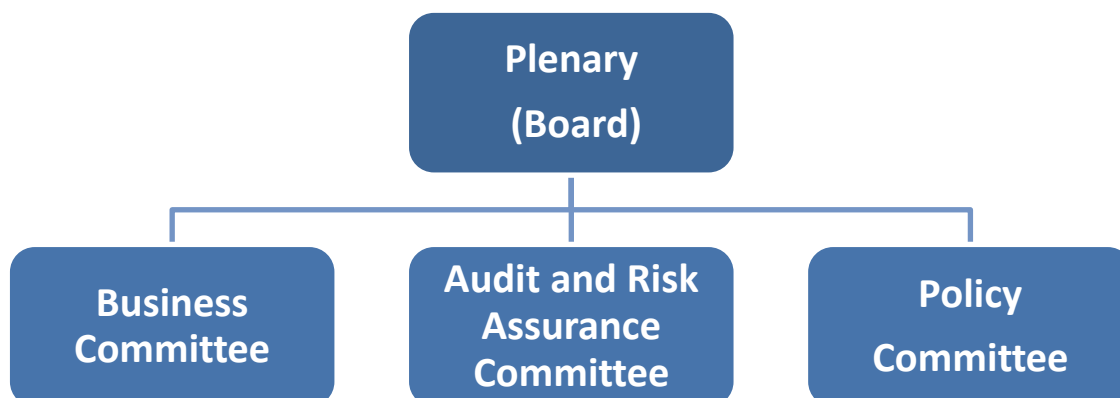 Plenary
(Board)
Business
Committee
Audit and Risk
Assurance
Committee
Policy
Committee